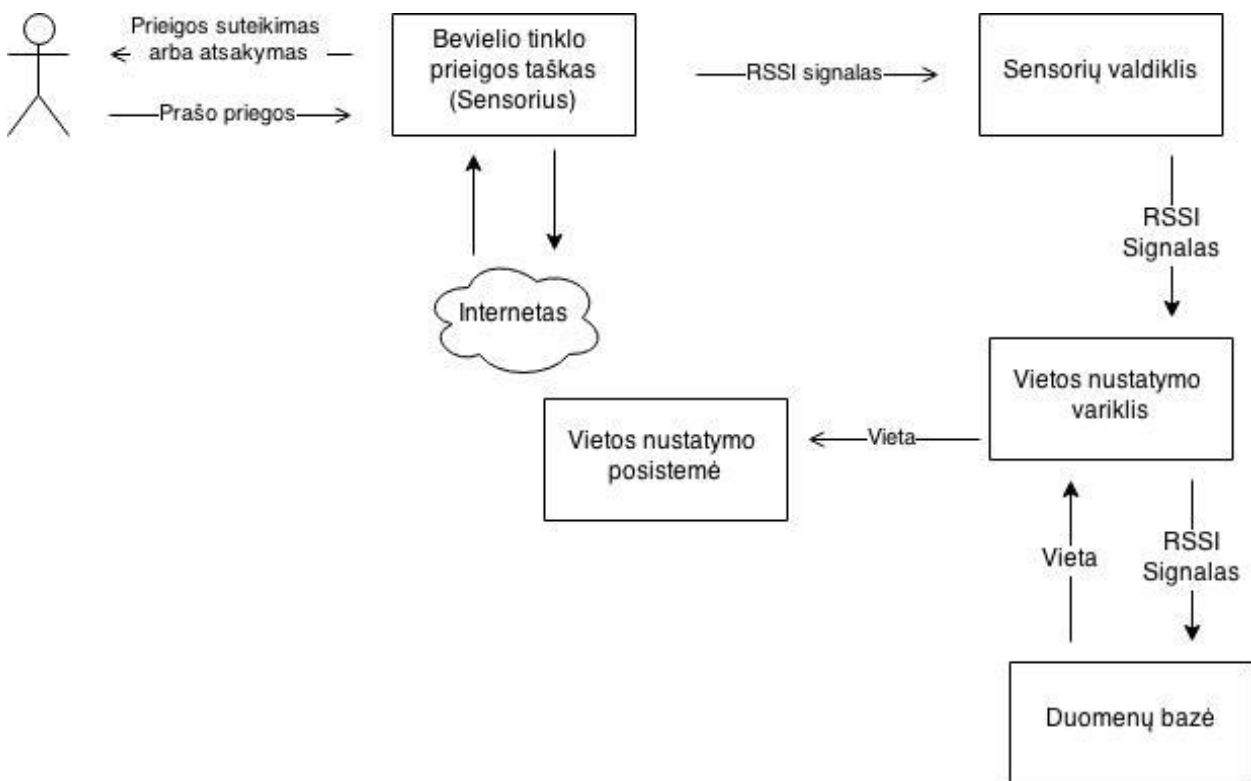 Prieigos suteikimas
arba atsakymas
Prašo priegos
Bevielio tinklo
prieigos taškas
(Sensorius)
RSSI signalas
Sensorių valdiklis
RSSI
Signalas
Internetas
Vietos nustatymo
variklis
Vieta
Vietos nustatymo
posistemė
Vieta
RSSI
Signalas
Duomenų bazė